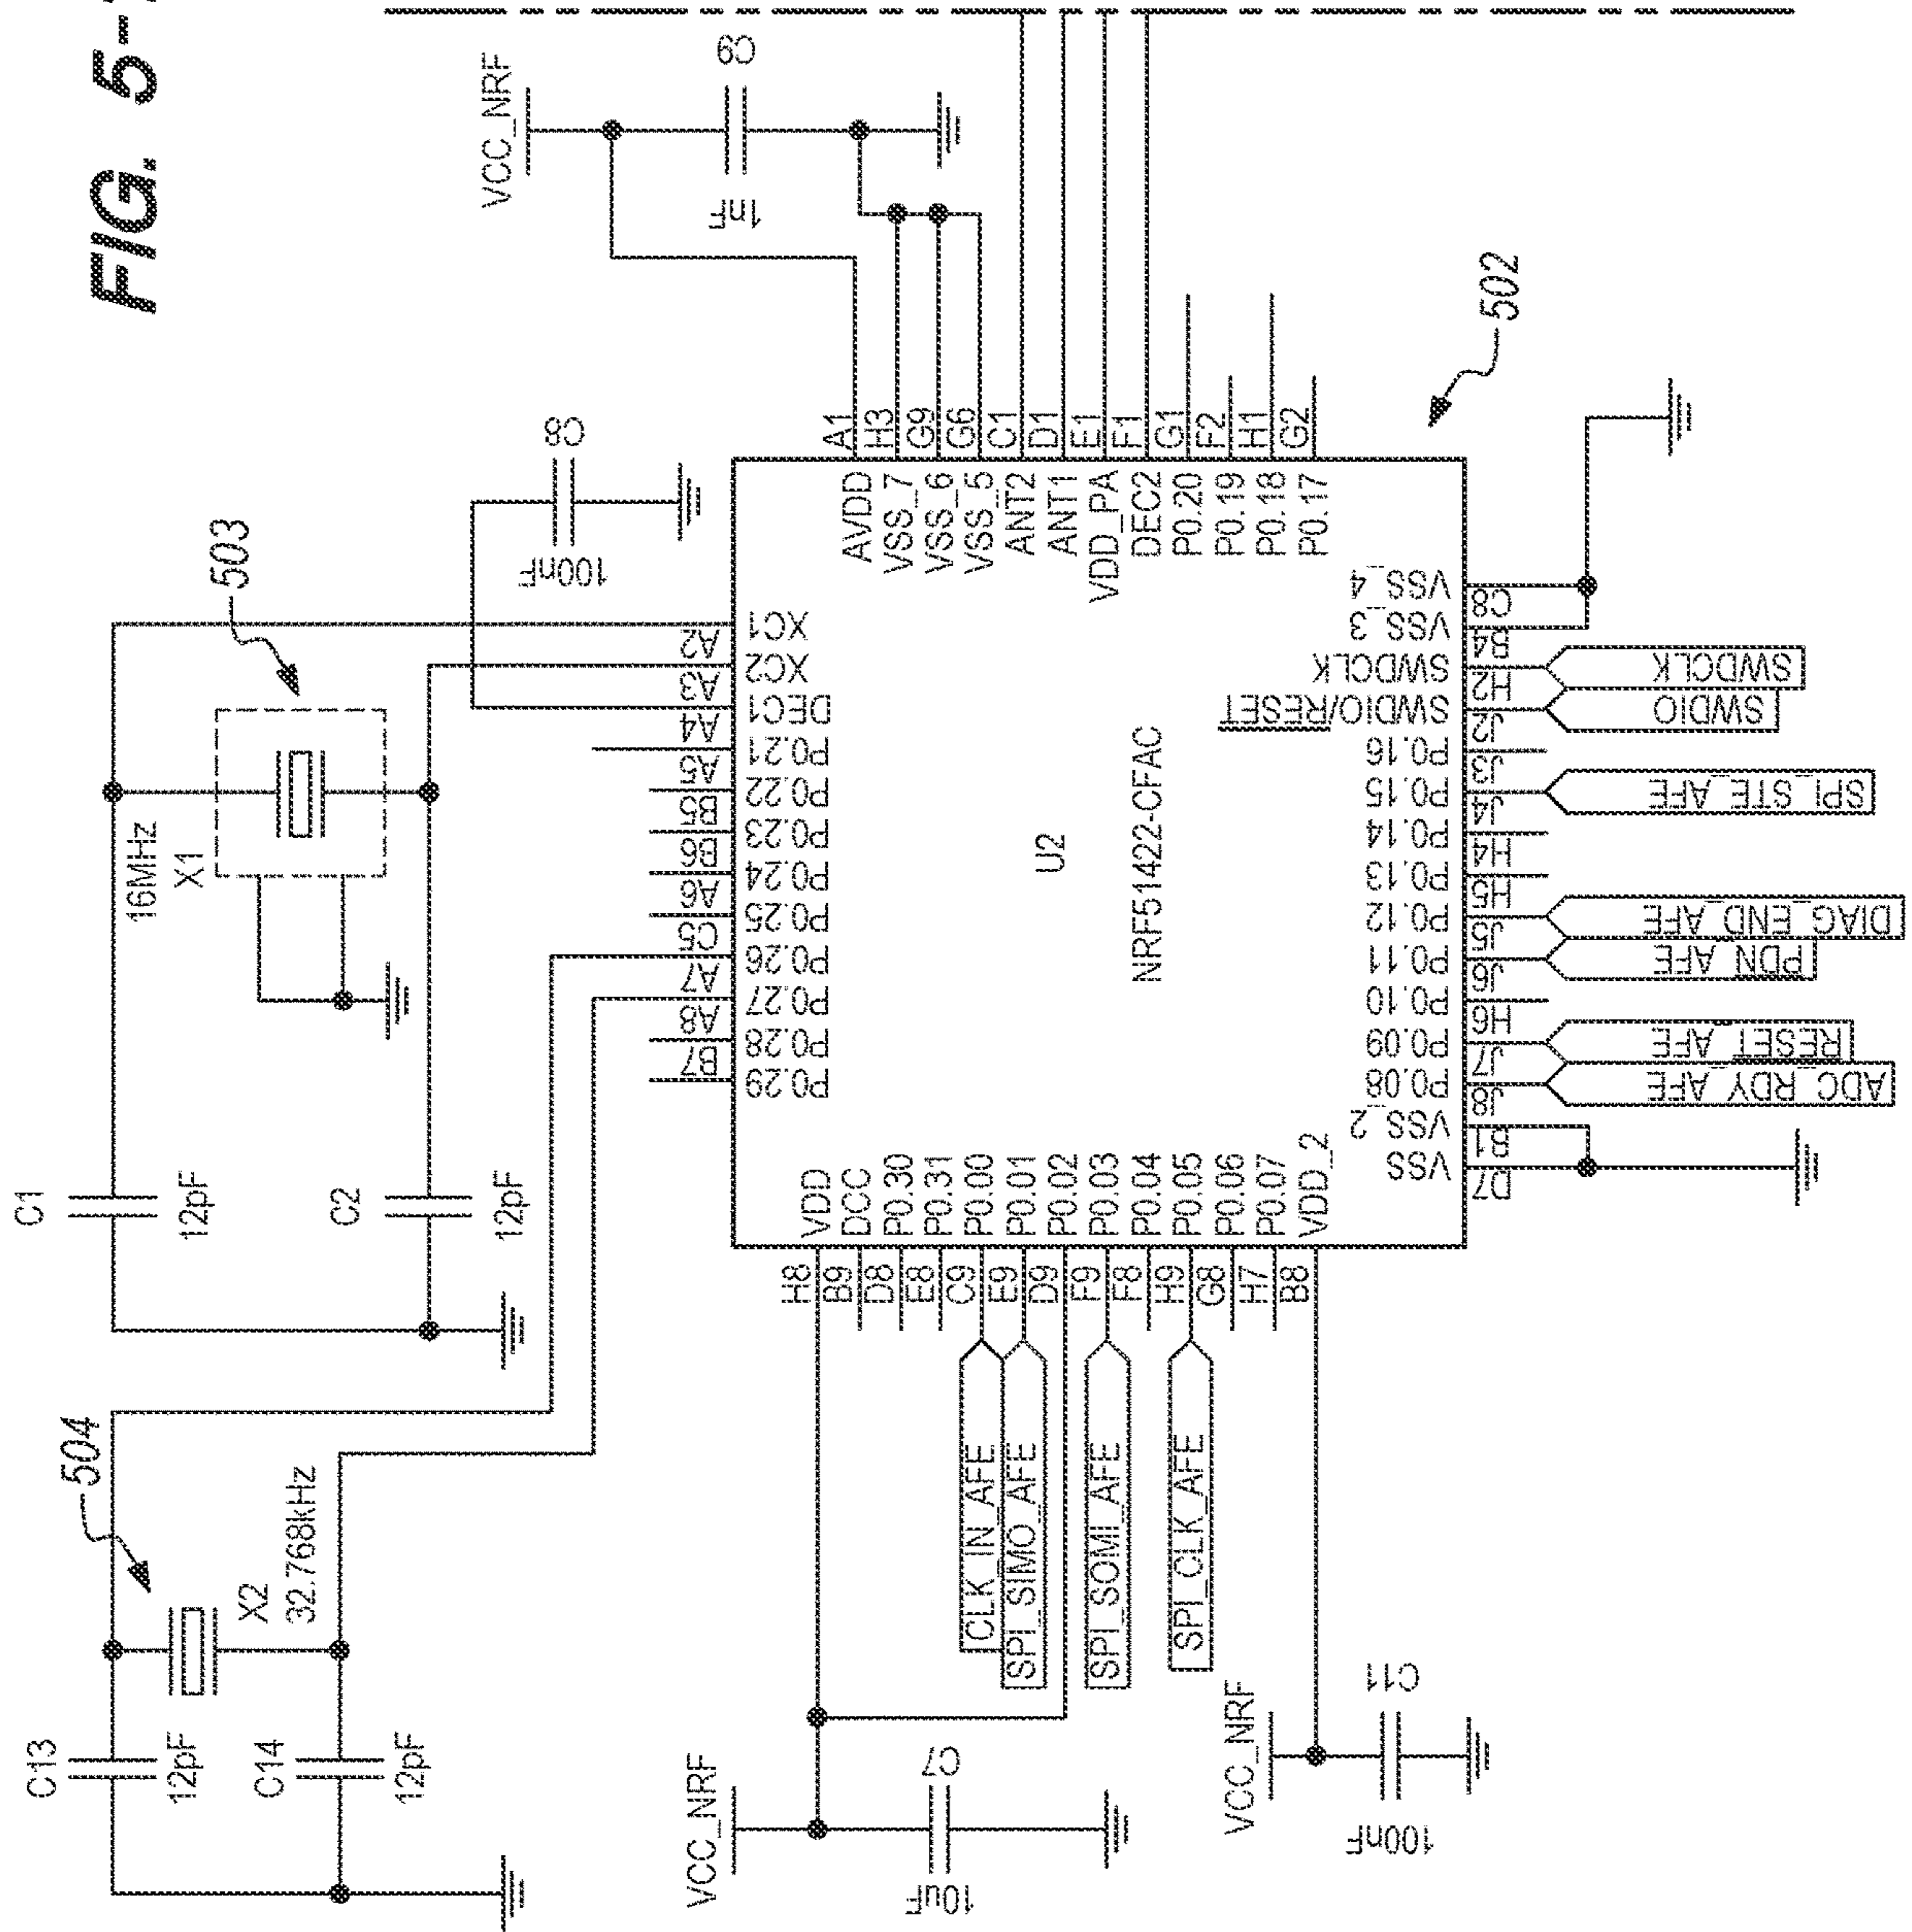 FIG. 5-
VCC_NRF
C9
1nF
C8
100nF
503
16MHz
X1
C1
12pF
C2
12pF
504
X2
32.768kHz
C13
12pF
C14
12pF
A2 XC1
A3 XC2
A4 DEC1
A5 P0.21
B5 P0.22
B6 P0.23
A6 P0.24
C5 P0.25
A7 P0.26
A8 P0.27
B7 P0.28
P0.29
A1 AVDD
H3 VSS_7
G9 VSS_6
G6 VSS_5
C1 ANT2
D1 ANT1
E1 VDD_PA
F1 DEC2
G1 P0.20
F2 P0.19
H1 P0.18
G2 P0.17
502
U2
NRF51422-CFAC
H8 VDD
B9 DCC
D8 P0.30
E8 P0.31
C9 P0.00
E9 P0.01
D9 P0.02
F9 P0.03
F8 P0.04
H9 P0.05
G8 P0.06
H7 P0.07
B8 VDD_2
CLK_IN_AFE
SPI_SIMO_AFE
SPI_SOMI_AFE
SPI_CLK_AFE
VCC_NRF
C7
10uF
VCC_NRF
C11
100nF
VSS_4 C8
VSS_3 B4
SWDCLK H2
SWDIO/RESET J2
P0.16 J3
P0.15 J4
P0.14 H4
P0.13 H5
P0.12 J5
P0.11 J6
P0.10 H6
P0.09 J7
P0.08 J8
VSS_2 B1
VSS D7
SWDCLK
SWDIO
SPI_STE_AFE
DIAG_END_AFE
PDN_AFE
RESET_AFE
ADC_RDY_AFE